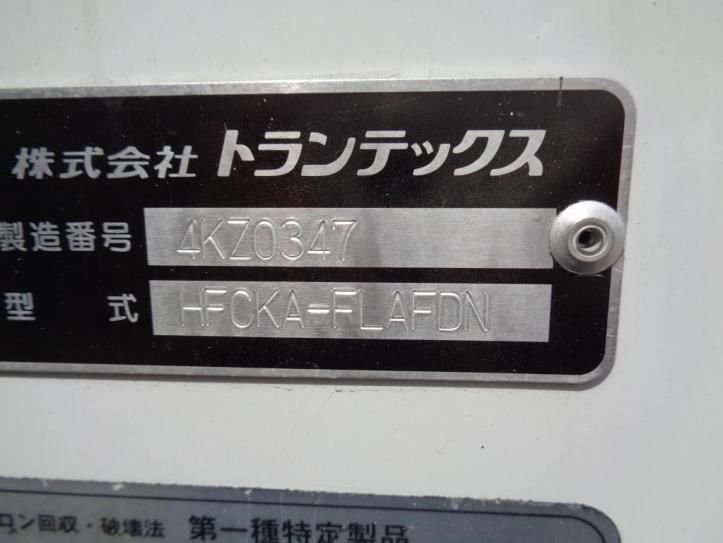 株式会社 トランテックス
製造番号 4KZ0347
型 式 HFCKA-FLAFDN
ロン回収・破壊法 第一種特定製品